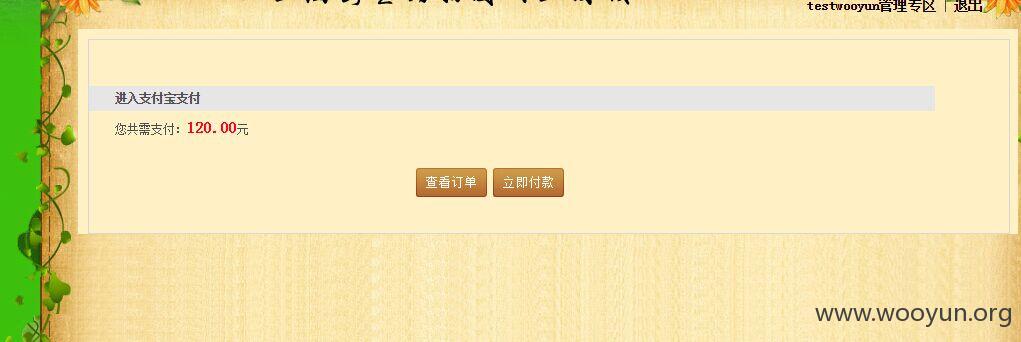 testwooyun管理专区 | 退出
进入支付宝支付
您共需支付：120.00元
查看订单 立即付款
www.wooyun.org